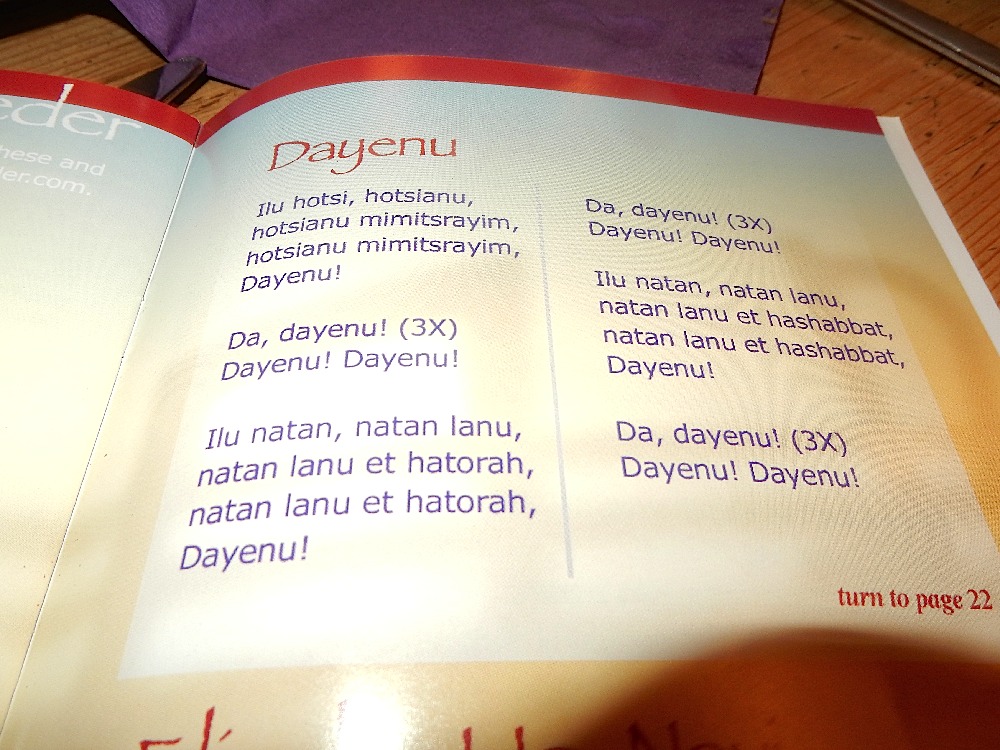 eder
hese and
ler.com.
Dayenu
Ilu hotsi, hotsianu,
hotsianu mimitsrayim,
hotsianu mimitsrayim,
Dayenu!
Da, dayenu! (3X)
Dayenu! Dayenu!
Ilu natan, natan lanu,
natan lanu et hatorah,
natan lanu et hatorah,
Dayenu!
Da, dayenu! (3X)
Dayenu! Dayenu!
Ilu natan, natan lanu,
natan lanu et hashabbat,
natan lanu et hashabbat,
Dayenu!
Da, dayenu! (3X)
Dayenu! Dayenu!
turn to page 22